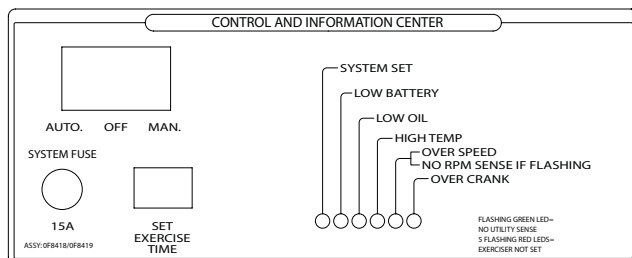 CONTROL AND INFORMATION CENTER
AUTO. OFF MAN.
SYSTEM FUSE
15A
SET
EXERCISE
TIME
ASSY: 0F8418/0F8419
SYSTEM SET
LOW BATTERY
LOW OIL
HIGH TEMP
OVER SPEED
NO RPM SENSE IF FLASHING
OVER CRANK
FLASHING GREEN LED=
NO UTILITY SENSE
5 FLASHING RED LEDS=
EXERCISER NOT SET